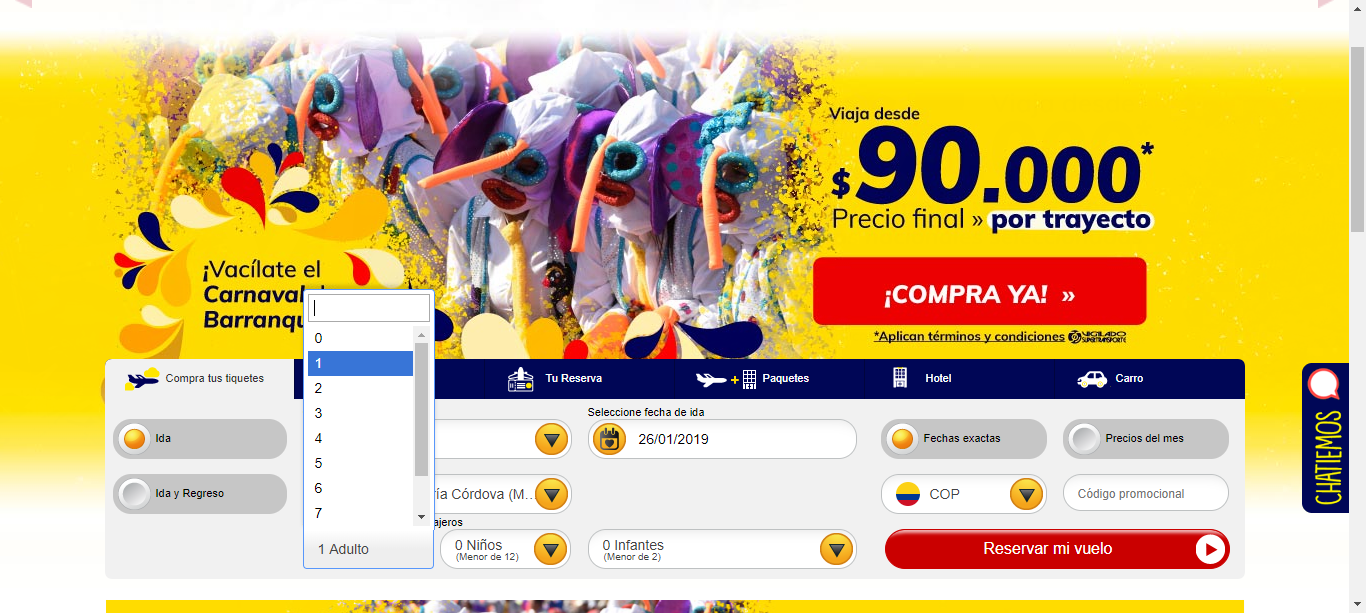 Viaja desde
$90.000*
Precio final » por trayecto
¡COMPRA YA! »
*Aplican términos y condiciones
VIGILADO
SUPERTRANSPORTE
¡Vacílate el
Carnaval
0
1
2
3
4
5
6
7
1 Adulto
Compra tus tiquetes
Tu Reserva
Paquetes
Hotel
Carro
Ida
Seleccione fecha de ida
26/01/2019
Fechas exactas
Precios del mes
Ida y Regreso
ía Córdova (M...
COP
Código promocional
ajeros
0 Niños
(Menor de 12)
0 Infantes
(Menor de 2)
Reservar mi vuelo
CHATIEMOS